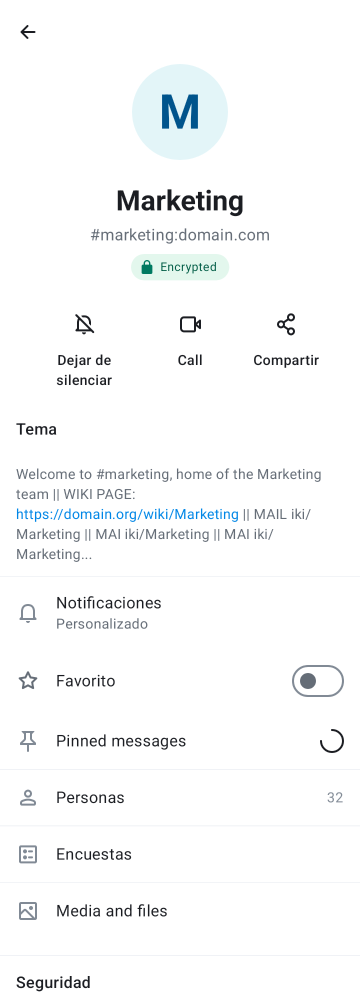 M
Marketing
#marketing:domain.com
Encrypted
Dejar de
silenciar
Call
Compartir
Tema
Welcome to #marketing, home of the Marketing
team || WIKI PAGE:
https://domain.org/wiki/Marketing || MAIL iki/
Marketing || MAI iki/Marketing || MAI iki/
Marketing...
Notificaciones
Personalizado
Favorito
Pinned messages
Personas 32
Encuestas
Media and files
Seguridad